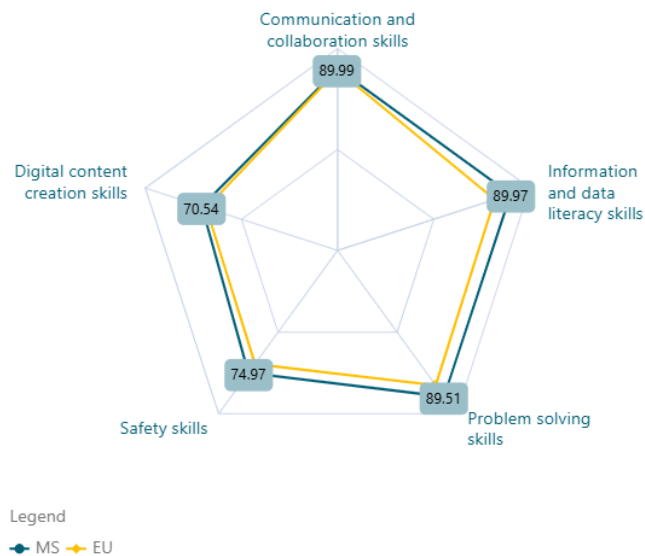 Communication and
collaboration skills
89.99
Digital content
creation skills
Information
and data
literacy skills
89.97
70.54
74.97
89.51
Safety skills
Problem solving
skills
Legend
MS
EU